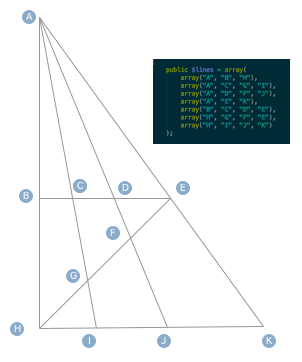 A
public $lines = array(
array("A", "B", "H"),
array("A", "C", "G", "I"),
array("A", "D", "F", "J"),
array("A", "E", "K"),
array("B", "C", "D", "E"),
array("H", "G", "F", "E"),
array("H", "I", "J", "K")
);
B
C
D
E
F
G
H
I
J
K